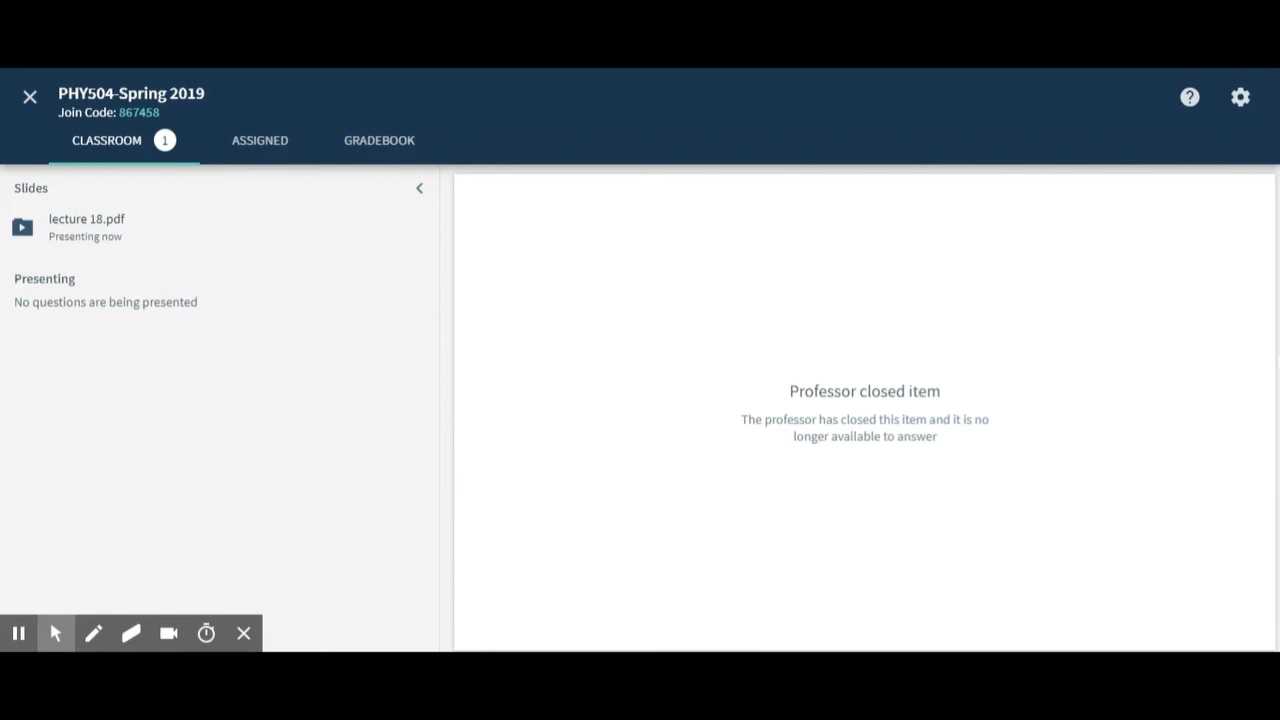 PHY504-Spring 2019
Join Code: 867458
CLASSROOM 1 ASSIGNED GRADEBOOK
Slides
lecture 18.pdf
Presenting now
Presenting
No questions are being presented
Professor closed item
The professor has closed this item and it is no
longer available to answer